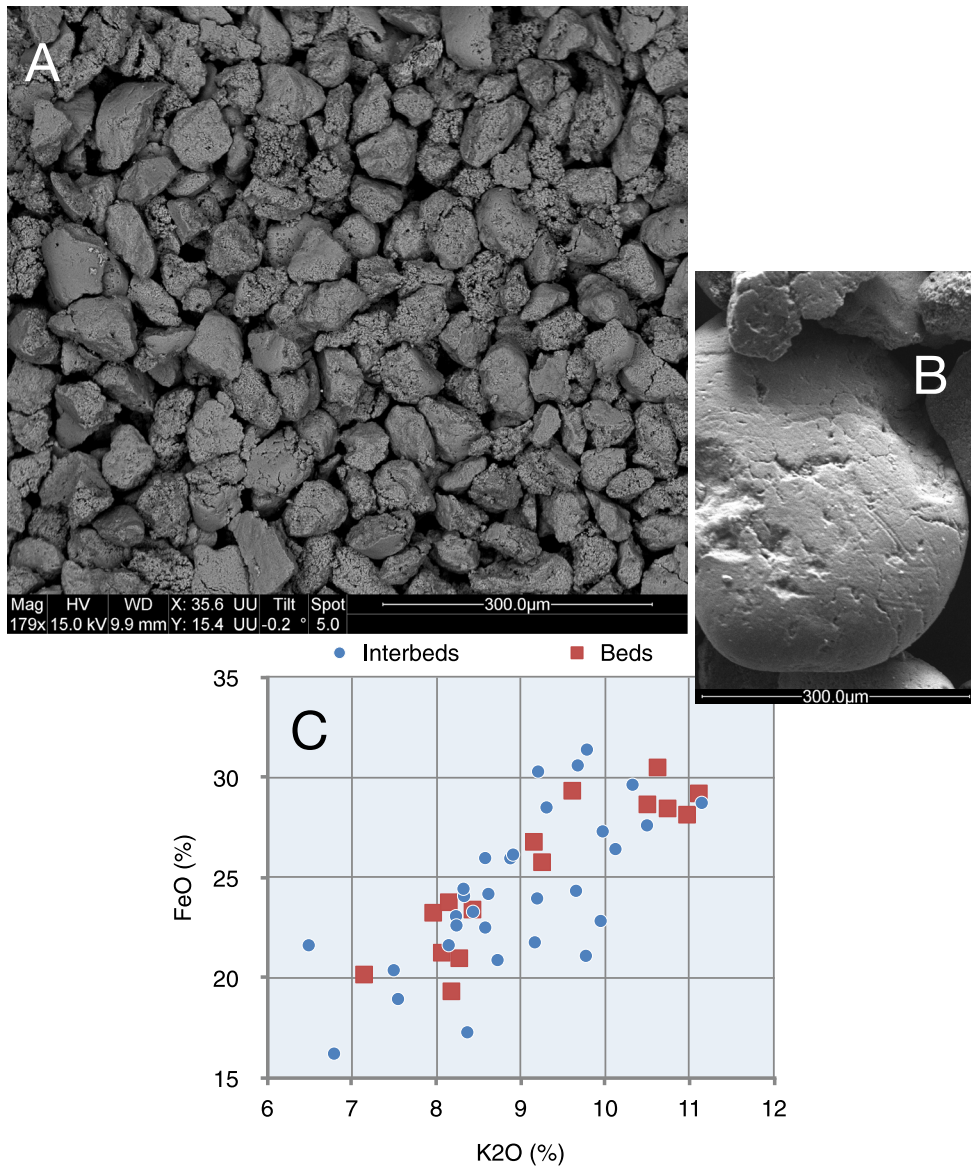 A
Mag HV WD X: 35.6 UU Tilt Spot 300.0µm
179x 15.0 kV 9.9 mm Y: 15.4 UU -0.2 ° 5.0
B
300.0µm
Interbeds Beds
C
35
30
25
20
15
FeO (%)
6 7 8 9 10 11 12
K2O (%)